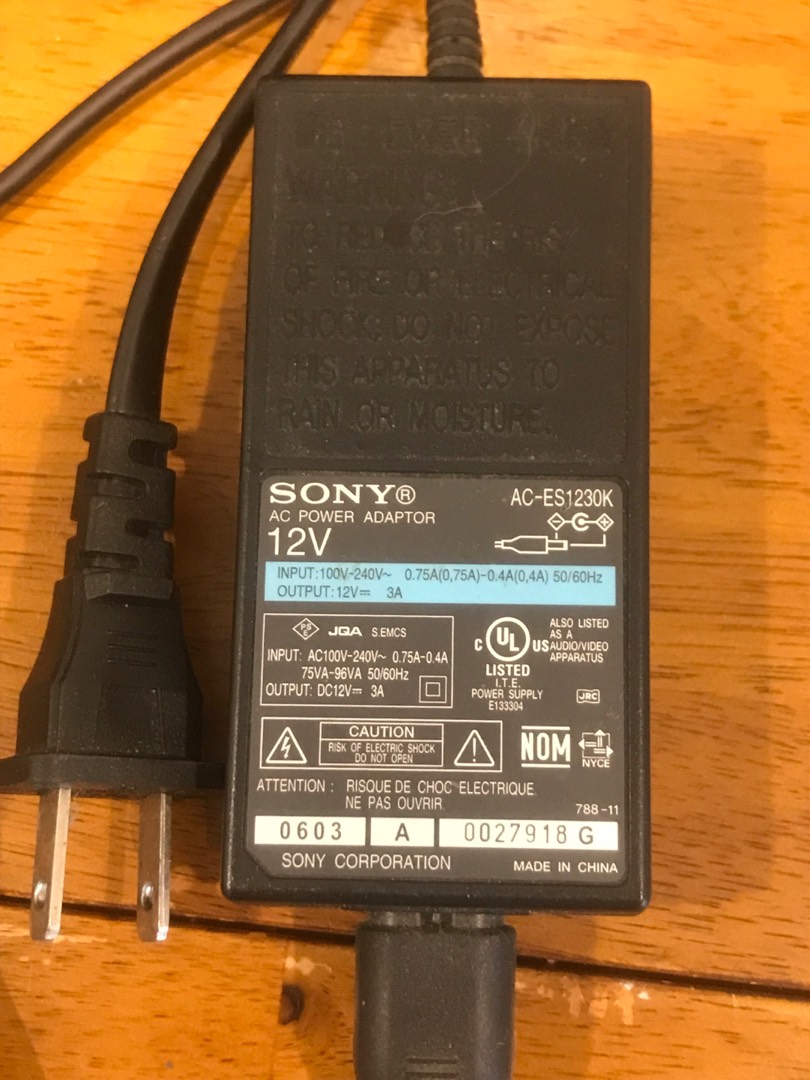 WARNING:
TO REDUCE THE RISK
OF FIRE OR ELECTRICAL
SHOCK, DO NOT EXPOSE
THIS APPARATUS TO
RAIN OR MOISTURE.
SONY®
AC-ES1230K
AC POWER ADAPTOR
12V
INPUT:100V-240V~ 0.75A(0,75A)-0.4A(0,4A) 50/60Hz
OUTPUT:12V⎓ 3A
PSE JQA S.EMCS
INPUT: AC100V-240V~ 0.75A-0.4A
75VA-96VA 50/60Hz
OUTPUT: DC12V⎓ 3A
C UL US
LISTED
I.T.E.
POWER SUPPLY
E133304
ALSO LISTED
AS A
AUDIO/VIDEO
APPARATUS
JRC
CAUTION
RISK OF ELECTRIC SHOCK
DO NOT OPEN
NOM
NYCE
ATTENTION : RISQUE DE CHOC ELECTRIQUE
NE PAS OUVRIR
788-11
0603 A 0027918 G
SONY CORPORATION
MADE IN CHINA